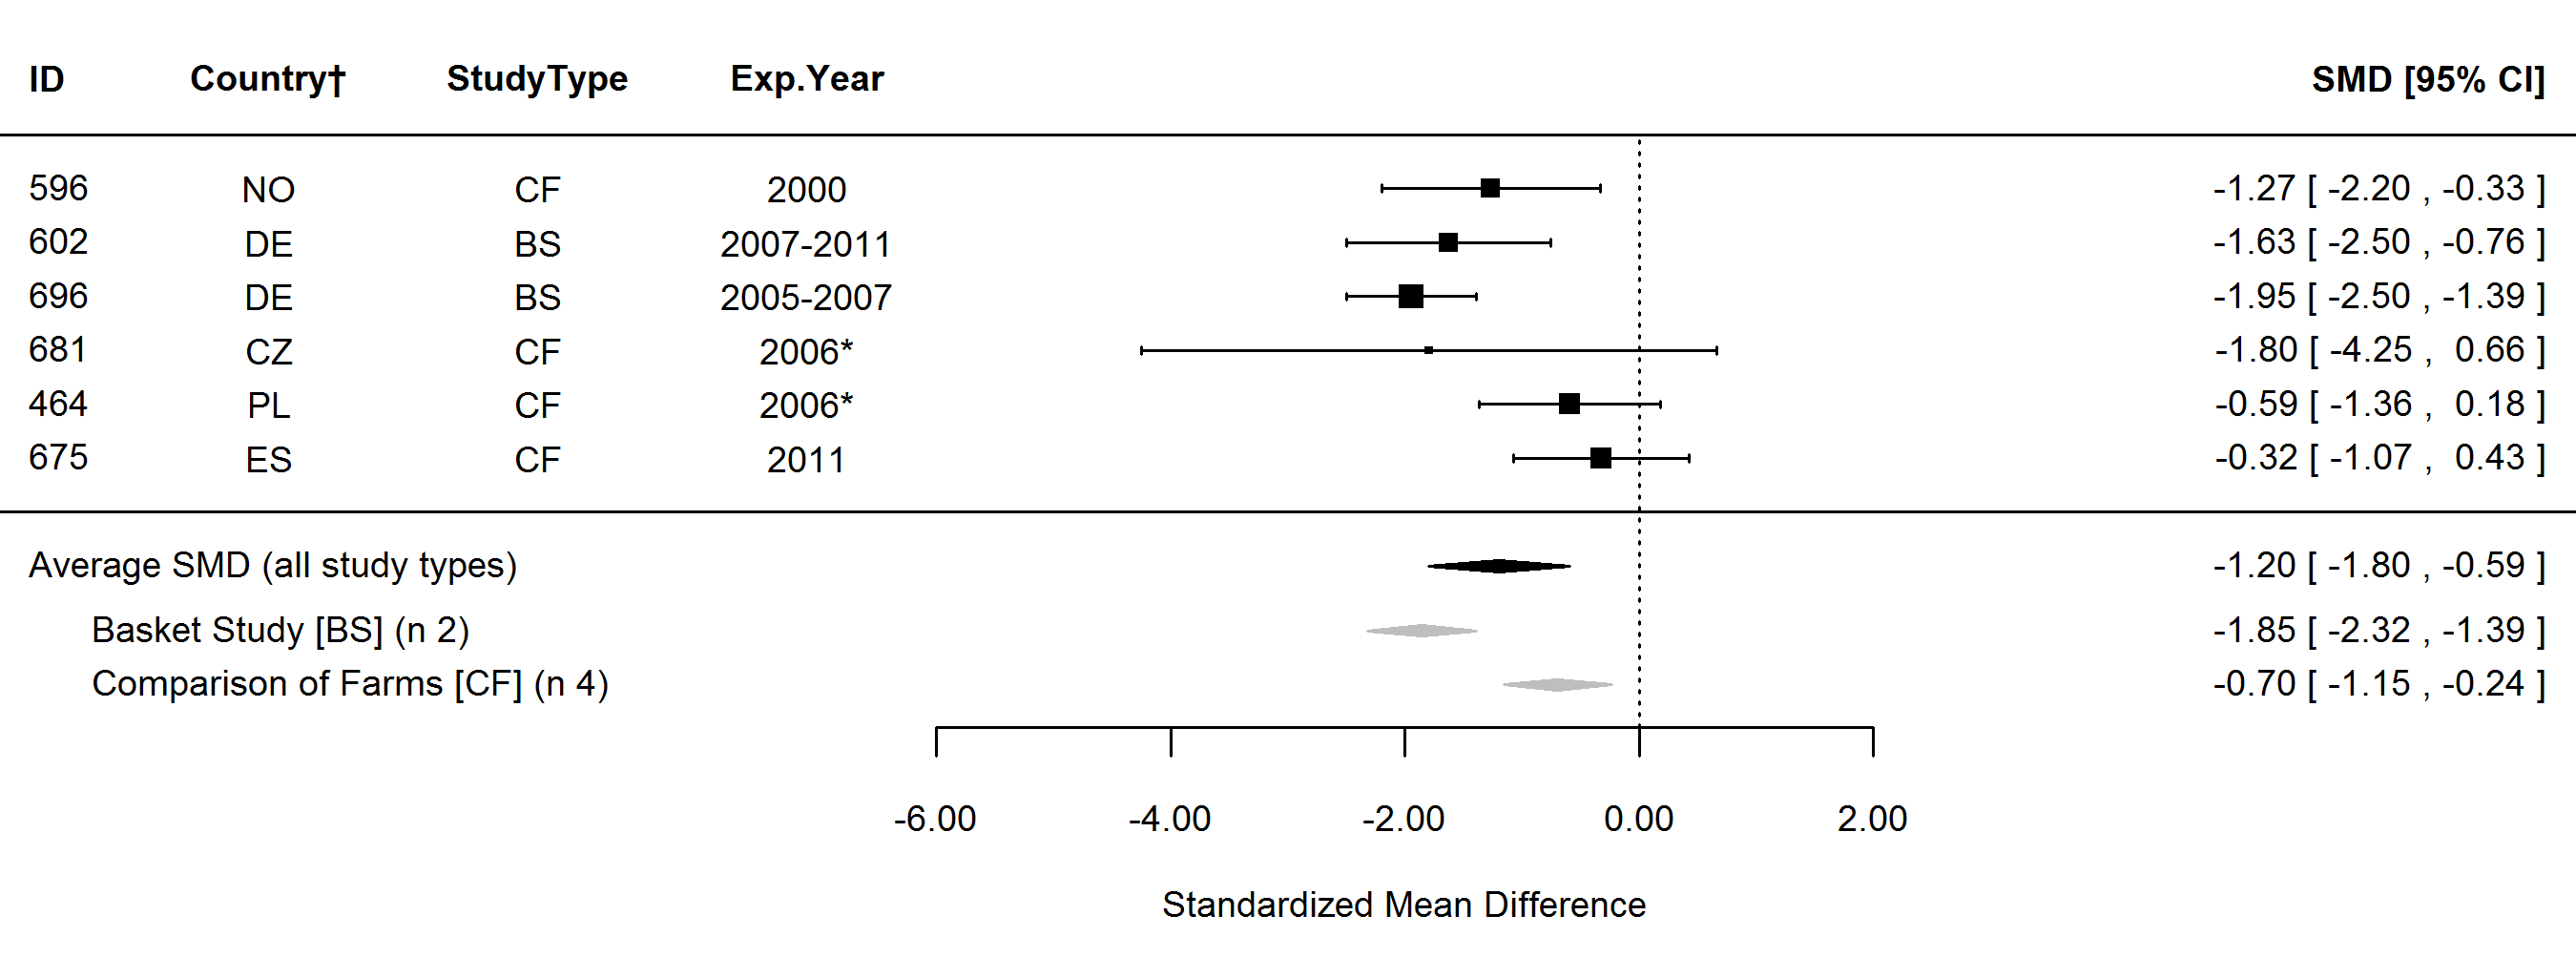 ID Country† StudyType Exp.Year SMD [95% CI]
596 NO CF 2000 -1.27 [ -2.20 , -0.33 ]
602 DE BS 2007-2011 -1.63 [ -2.50 , -0.76 ]
696 DE BS 2005-2007 -1.95 [ -2.50 , -1.39 ]
681 CZ CF 2006* -1.80 [ -4.25 , 0.66 ]
464 PL CF 2006* -0.59 [ -1.36 , 0.18 ]
675 ES CF 2011 -0.32 [ -1.07 , 0.43 ]
Average SMD (all study types) -1.20 [ -1.80 , -0.59 ]
Basket Study [BS] (n 2) -1.85 [ -2.32 , -1.39 ]
Comparison of Farms [CF] (n 4) -0.70 [ -1.15 , -0.24 ]
-6.00 -4.00 -2.00 0.00 2.00
Standardized Mean Difference